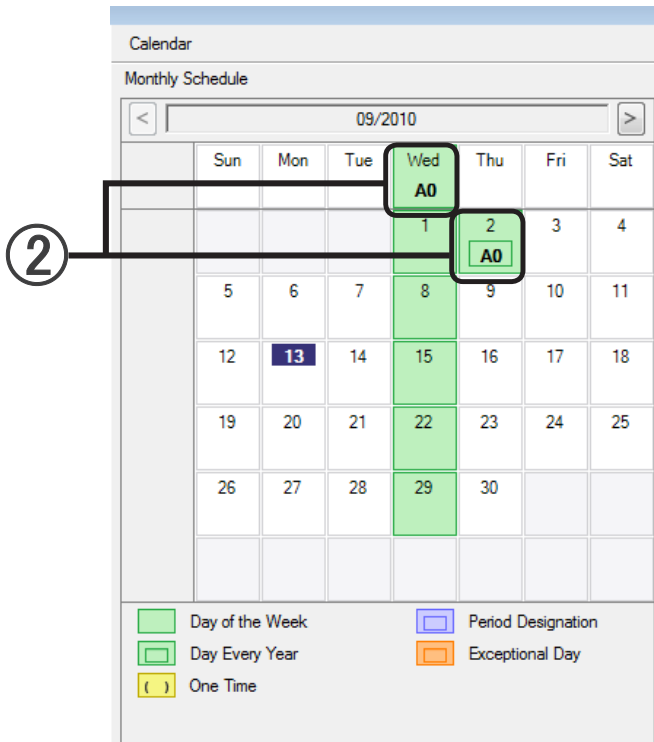 Calendar
Monthly Schedule
< 09/2010 >
Sun Mon Tue Wed Thu Fri Sat
A0
1 2 3 4
② A0
5 6 7 8 9 10 11
12 13 14 15 16 17 18
19 20 21 22 23 24 25
26 27 28 29 30
Day of the Week Period Designation
Day Every Year Exceptional Day
( ) One Time